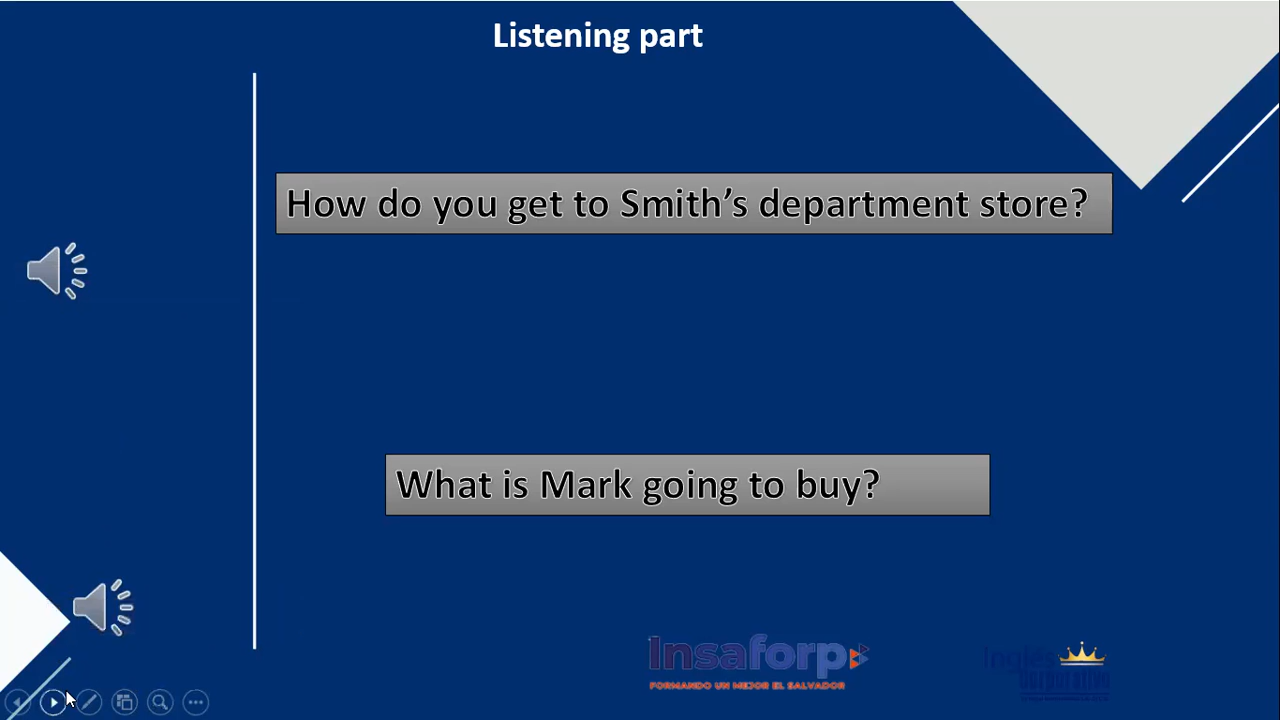 Listening part
How do you get to Smith’s department store?
What is Mark going to buy?
Insaforp
FORMANDO UN MEJOR EL SALVADOR
Inglés
corporativo